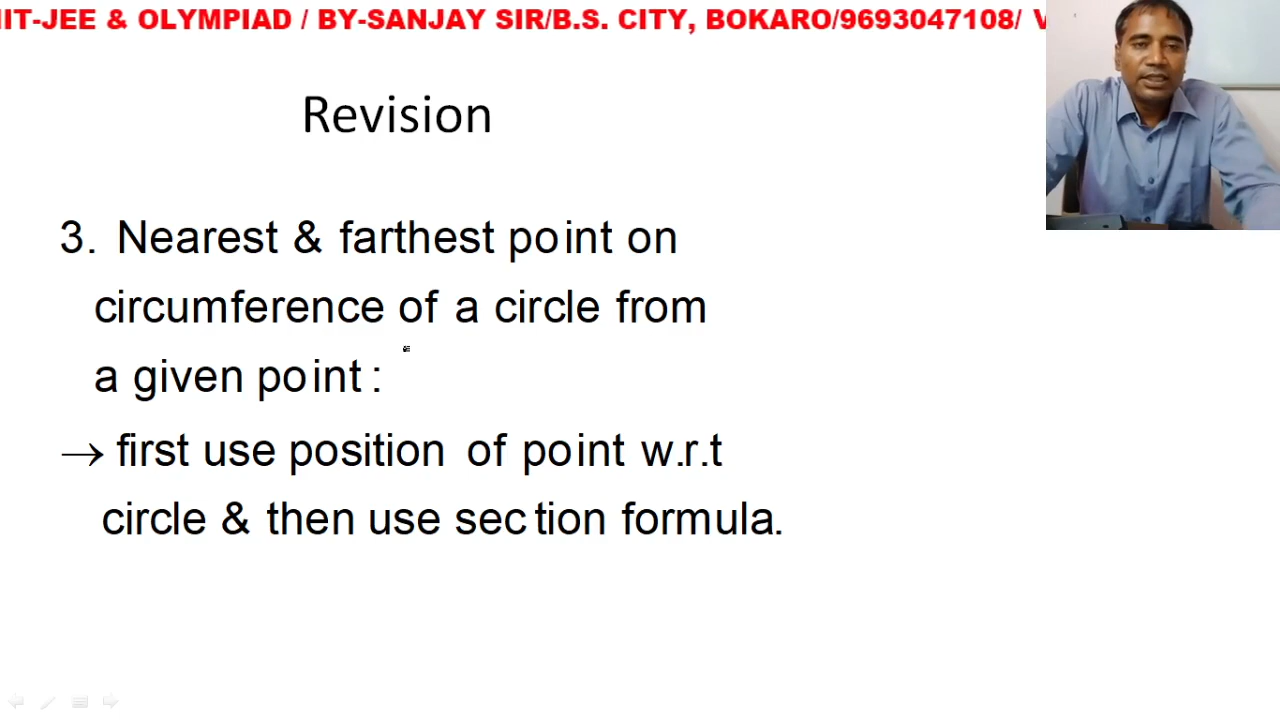 IIT-JEE & OLYMPIAD / BY-SANJAY SIR/B.S. CITY, BOKARO/9693047108/
Revision
3. Nearest & farthest point on
circumference of a circle from
a given point :
→ first use position of point w.r.t
circle & then use section formula.